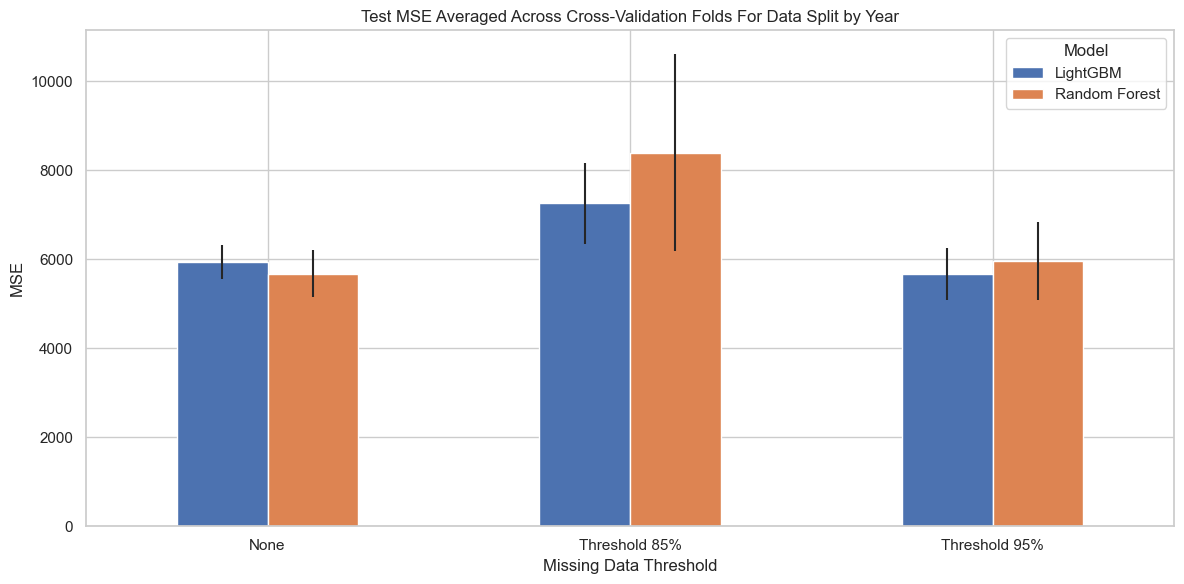 Test MSE Averaged Across Cross-Validation Folds For Data Split by Year
Model
LightGBM
Random Forest
10000
8000
6000
4000
2000
0
MSE
None
Threshold 85%
Threshold 95%
Missing Data Threshold